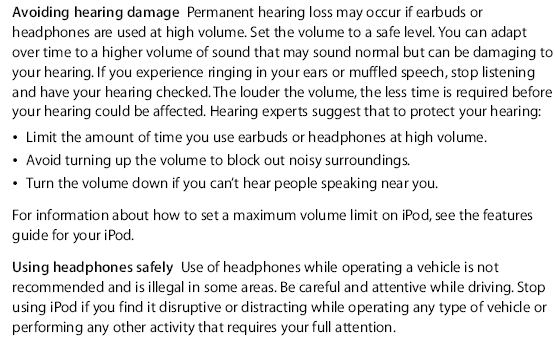 Avoiding hearing damage Permanent hearing loss may occur if earbuds or
headphones are used at high volume. Set the volume to a safe level. You can adapt
over time to a higher volume of sound that may sound normal but can be damaging to
your hearing. If you experience ringing in your ears or muffled speech, stop listening
and have your hearing checked. The louder the volume, the less time is required before
your hearing could be affected. Hearing experts suggest that to protect your hearing:
• Limit the amount of time you use earbuds or headphones at high volume.
• Avoid turning up the volume to block out noisy surroundings.
• Turn the volume down if you can’t hear people speaking near you.
For information about how to set a maximum volume limit on iPod, see the features
guide for your iPod.
Using headphones safely Use of headphones while operating a vehicle is not
recommended and is illegal in some areas. Be careful and attentive while driving. Stop
using iPod if you find it disruptive or distracting while operating any type of vehicle or
performing any other activity that requires your full attention.